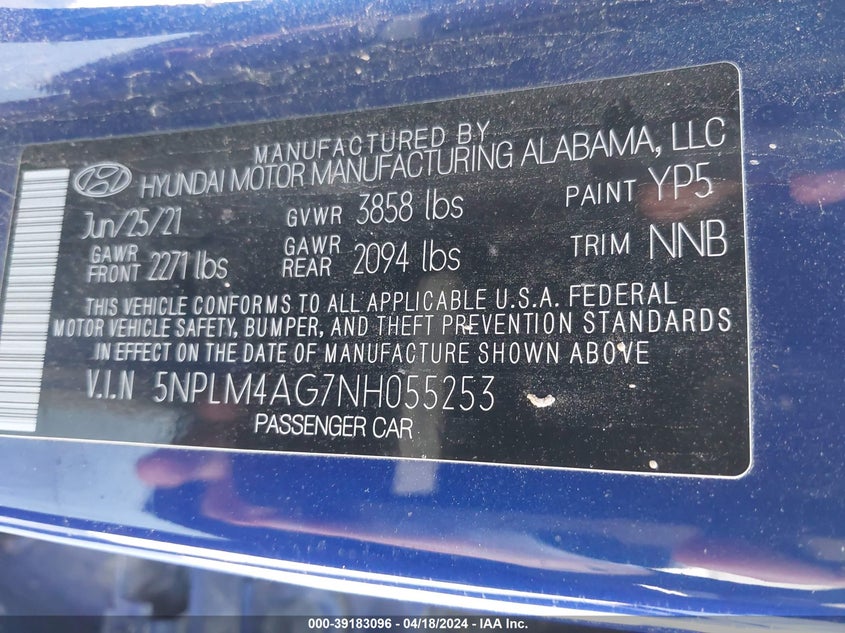 MANUFACTURED BY
HYUNDAI MOTOR MANUFACTURING ALABAMA, LLC
Jun/25/21 GVWR 3858 lbs PAINT YP5
GAWR FRONT 2271 lbs GAWR REAR 2094 lbs TRIM NNB
THIS VEHICLE CONFORMS TO ALL APPLICABLE U.S.A. FEDERAL
MOTOR VEHICLE SAFETY, BUMPER, AND THEFT PREVENTION STANDARDS
IN EFFECT ON THE DATE OF MANUFACTURE SHOWN ABOVE
V.I.N 5NPLM4AG7NH055253
PASSENGER CAR
000-39183096 - 04/18/2024 - IAA Inc.